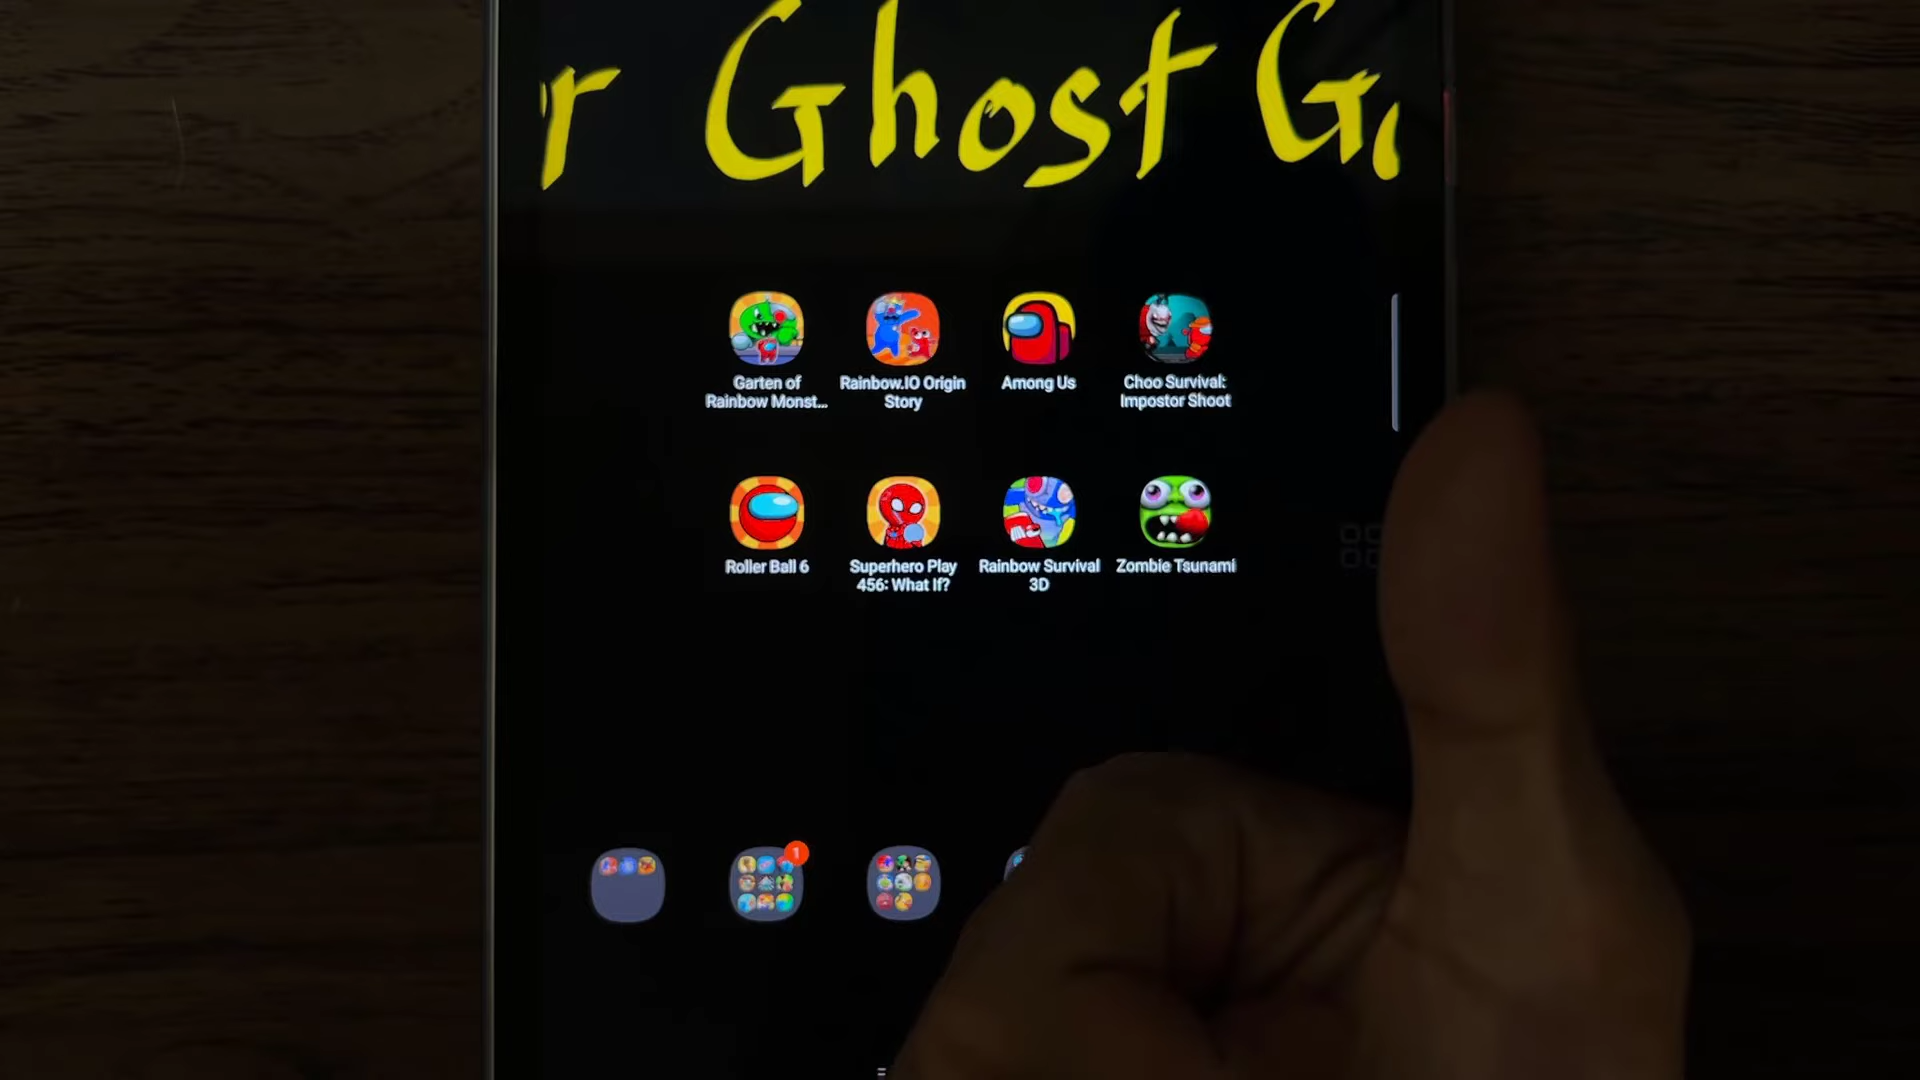 r Ghost Ga
Garten of
Rainbow Monst...
Rainbow.IO Origin
Story
Among Us
Choo Survival:
Impostor Shoot
Roller Ball 6
Superhero Play
456: What If?
Rainbow Survival
3D
Zombie Tsunami
1